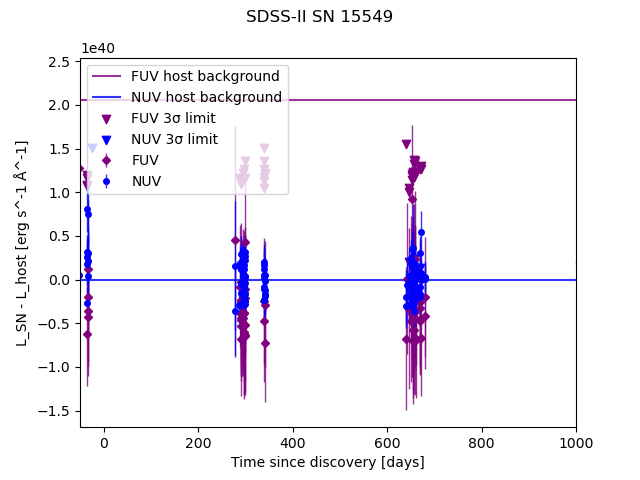 SDSS-II SN 15549
1e40
FUV host background
NUV host background
FUV 3σ limit
NUV 3σ limit
FUV
NUV
L_SN - L_host [erg s^-1 Å^-1]
2.5
2.0
1.5
1.0
0.5
0.0
−0.5
−1.0
−1.5
0
200
400
600
800
1000
Time since discovery [days]